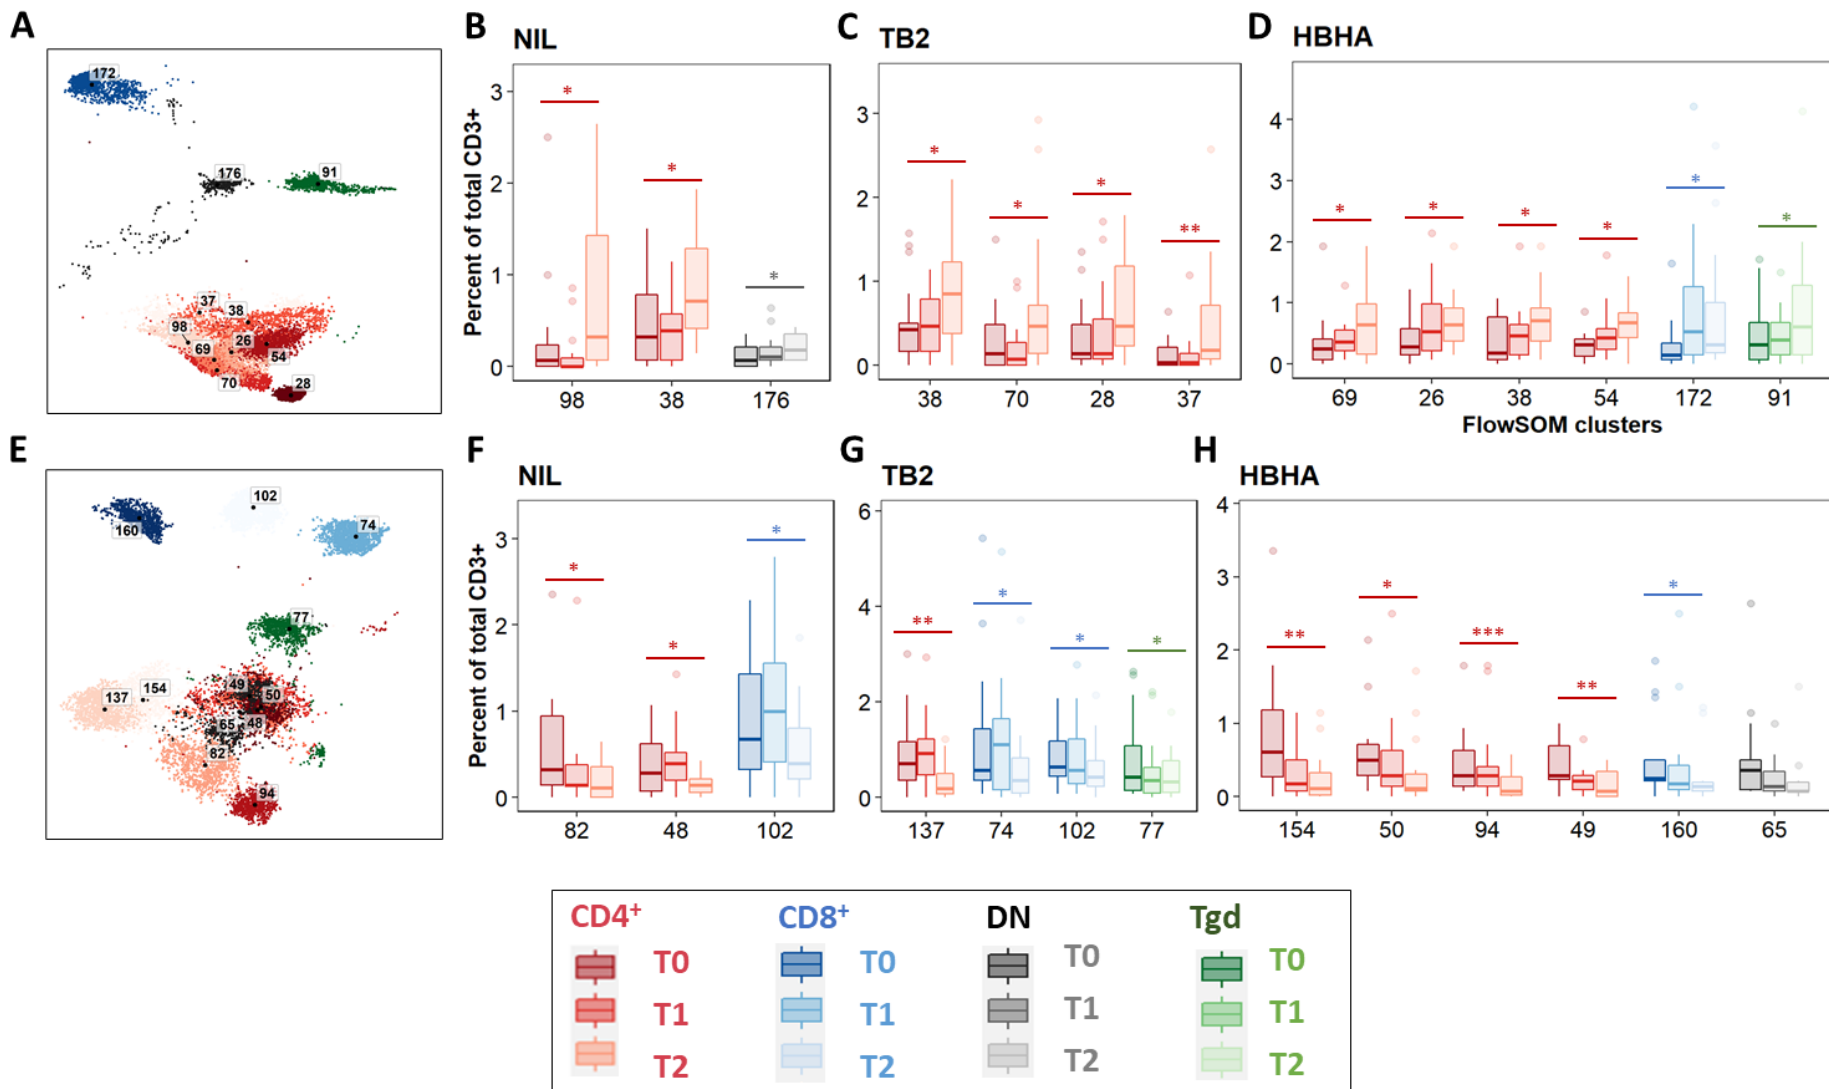 A
172
176
91
37
38
98
26
69
54
70
28
B
NIL
Percent of total CD3+
3
2
1
0
*
*
*
98 38 176
C
TB2
3
2
1
0
*
*
*
**
38 70 28 37
D
HBHA
4
3
2
1
0
*
*
*
*
*
*
69 26 38 54 172 91
FlowSOM clusters
E
102
160
74
77
154
137
49
50
65
48
82
94
F
NIL
Percent of total CD3+
3
2
1
0
*
*
*
82 48 102
G
TB2
6
4
2
0
**
*
*
*
137 74 102 77
H
HBHA
4
3
2
1
0
**
*
***
**
*
154 50 94 49 160 65
CD4+ CD8+ DN Tgd
T0 T0 T0 T0
T1 T1 T1 T1
T2 T2 T2 T2